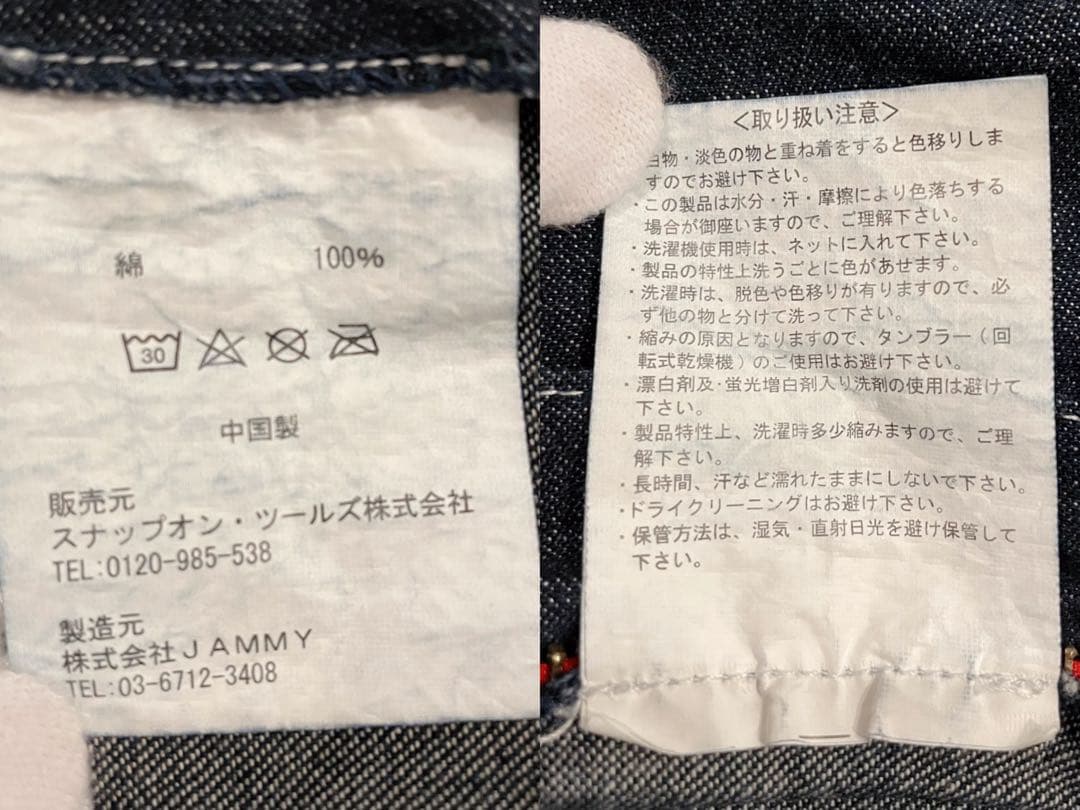 綿 100%
30
中国製
販売元
スナップオン・ツールズ株式会社
TEL:0120-985-538
製造元
株式会社JAMMY
TEL:03-6712-3408
<取り扱い注意>
白物・淡色の物と重ね着をすると色移りしま
すのでお避け下さい。
・この製品は水分・汗・摩擦により色落ちする
場合が御座いますので、ご理解下さい。
・洗濯機使用時は、ネットに入れて下さい。
・製品の特性上洗うごとに色があせます。
・洗濯時は、脱色や色移りが有りますので、必
ず他の物と分けて洗って下さい。
・縮みの原因となりますので、タンブラー(回
転式乾燥機)のご使用はお避け下さい。
・漂白剤及・蛍光増白剤入り洗剤の使用は避けて
下さい。
・製品特性上、洗濯時多少縮みますので、ご理
解下さい。
・長時間、汗など濡れたままにしないで下さい。
・ドライクリーニングはお避け下さい。
・保管方法は、湿気・直射日光を避け保管して
下さい。